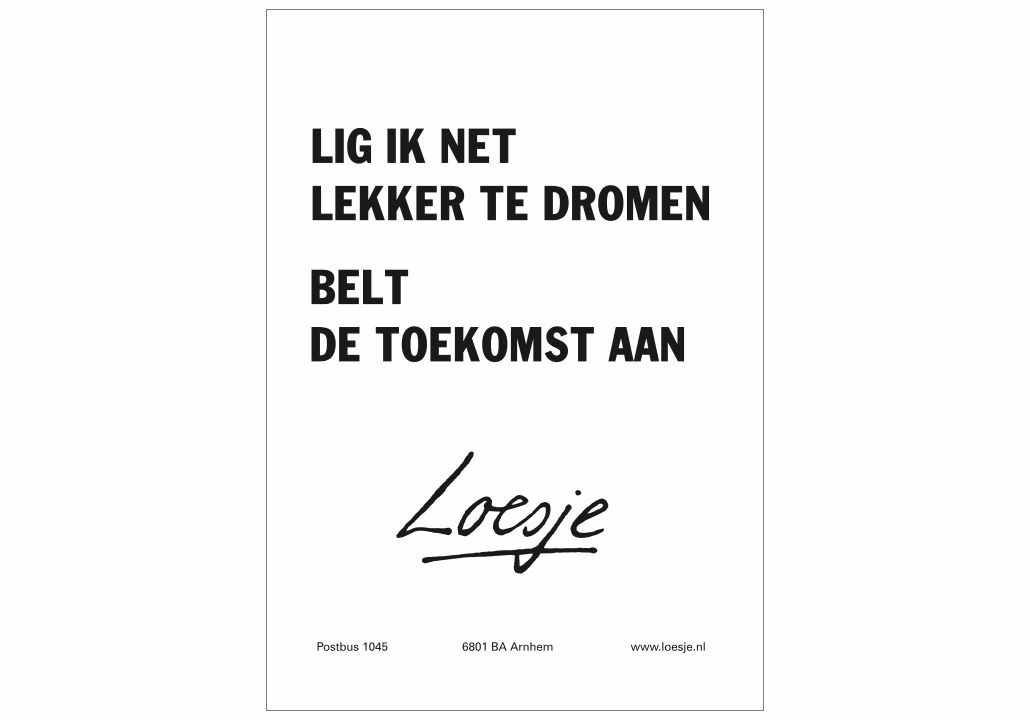 LIG IK NET
LEKKER TE DROMEN
BELT
DE TOEKOMST AAN
Loesje
Postbus 1045 6801 BA Arnhem www.loesje.nl